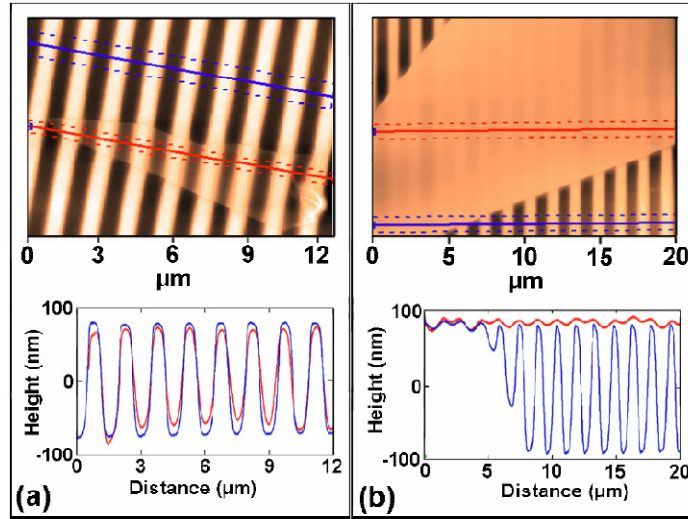 0 3 6 9 12
µm
0 5 10 15 20
µm
100
0
-100
Height (nm)
0 3 6 9 12
Distance (µm)
(a)
100
0
-100
Height (nm)
0 5 10 15 20
Distance (µm)
(b)